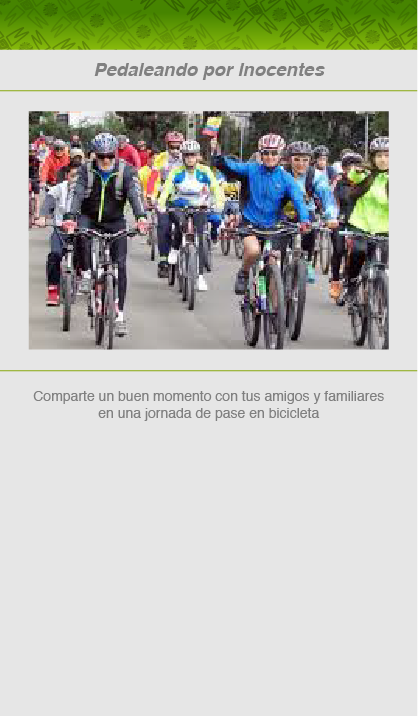 Pedaleando por Inocentes
Comparte un buen momento con tus amigos y familiares
en una jornada de pase en bicicleta